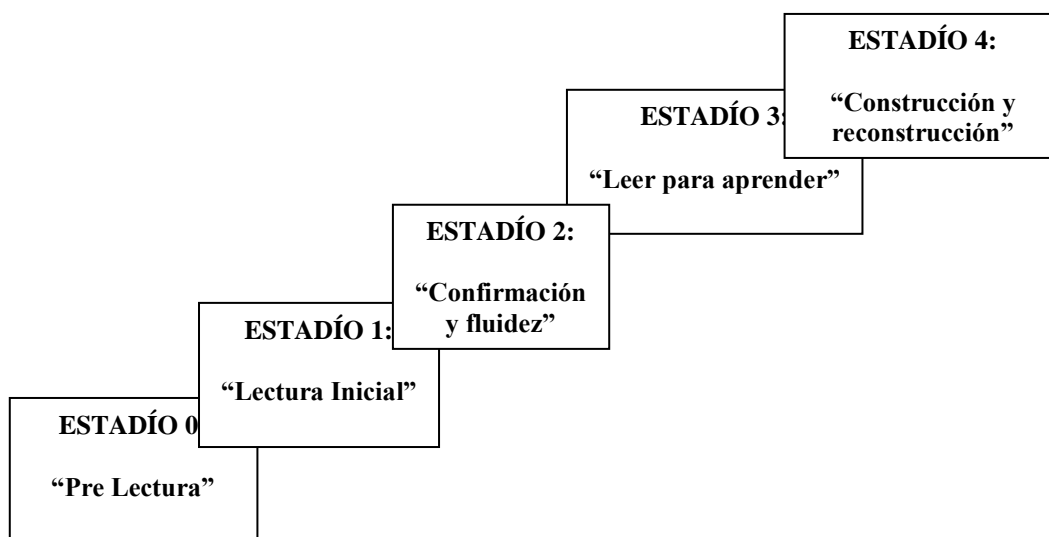 ESTADÍO 4:
“Construcción y
reconstrucción”
ESTADÍO 3:
“Leer para aprender”
ESTADÍO 2:
“Confirmación
y fluidez”
ESTADÍO 1:
“Lectura Inicial”
ESTADÍO 0
“Pre Lectura”